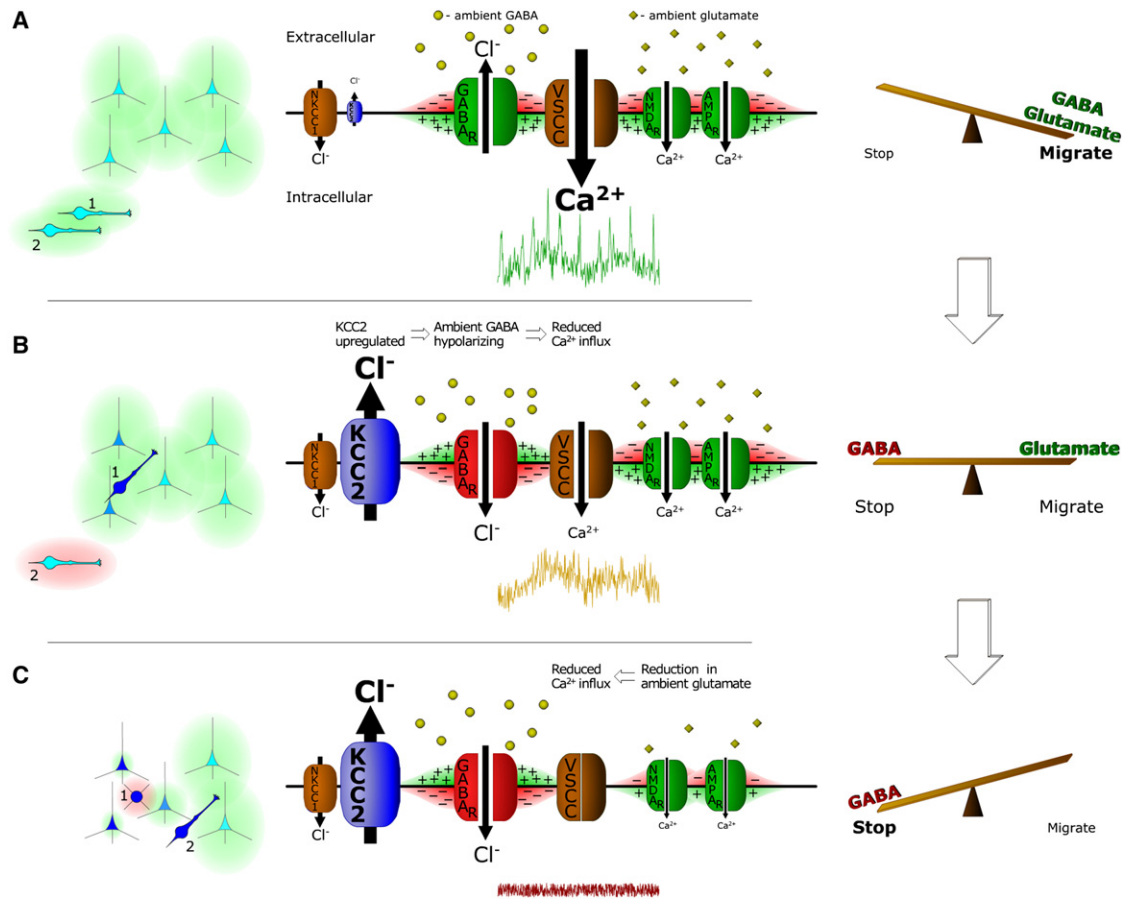 A
- ambient GABA
- ambient glutamate
Extracellular
Cl-
Cl-
NKCC1
KCC2
GABAR
VSCC
NMDAR
AMPAR
Cl-
Ca2+
Ca2+
Intracellular
Ca2+
1
2
GABA
Glutamate
Stop
Migrate
B
KCC2
upregulated
Ambient GABA
hypolarizing
Reduced
Ca2+ influx
Cl-
NKCC1
KCC2
GABAR
VSCC
NMDAR
AMPAR
Cl-
Cl-
Ca2+
Ca2+
Ca2+
1
2
GABA
Glutamate
Stop
Migrate
C
Reduced
Ca2+ influx
Reduction in
ambient glutamate
Cl-
NKCC1
KCC2
GABAR
VSCC
NMDAR
AMPAR
Cl-
Cl-
Ca2+
Ca2+
1
2
GABA
Stop
Migrate